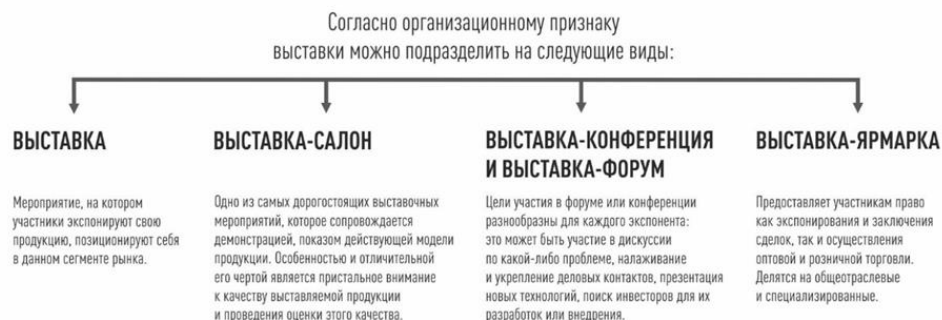 Согласно организационному признаку
выставки можно подразделить на следующие виды:
ВЫСТАВКА
Мероприятие, на котором
участники экспонируют свою
продукцию, позиционируют себя
в данном сегменте рынка.
ВЫСТАВКА-САЛОН
Одно из самых дорогостоящих выставочных
мероприятий, которое сопровождается
демонстрацией, показом действующей модели
продукции. Особенностью и отличительной
его чертой является пристальное внимание
к качеству выставляемой продукции
и проведения оценки этого качества.
ВЫСТАВКА-КОНФЕРЕНЦИЯ
И ВЫСТАВКА-ФОРУМ
Цели участия в форуме или конференции
разнообразны для каждого экспонента:
это может быть участие в дискуссии
по какой-либо проблеме, налаживание
и укрепление деловых контактов, презентация
новых технологий, поиск инвесторов для их
разработок или внедрения.
ВЫСТАВКА-ЯРМАРКА
Предоставляет участникам право
как экспонирования и заключения
сделок, так и осуществления
оптовой и розничной торговли.
Делятся на общеотраслевые
и специализированные.